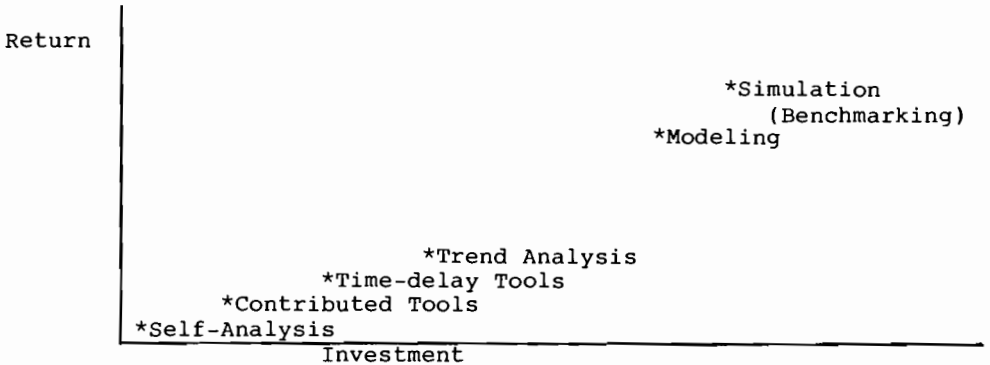 Return
*Simulation
(Benchmarking)
*Modeling
*Trend Analysis
*Time-delay Tools
*Contributed Tools
*Self-Analysis
Investment